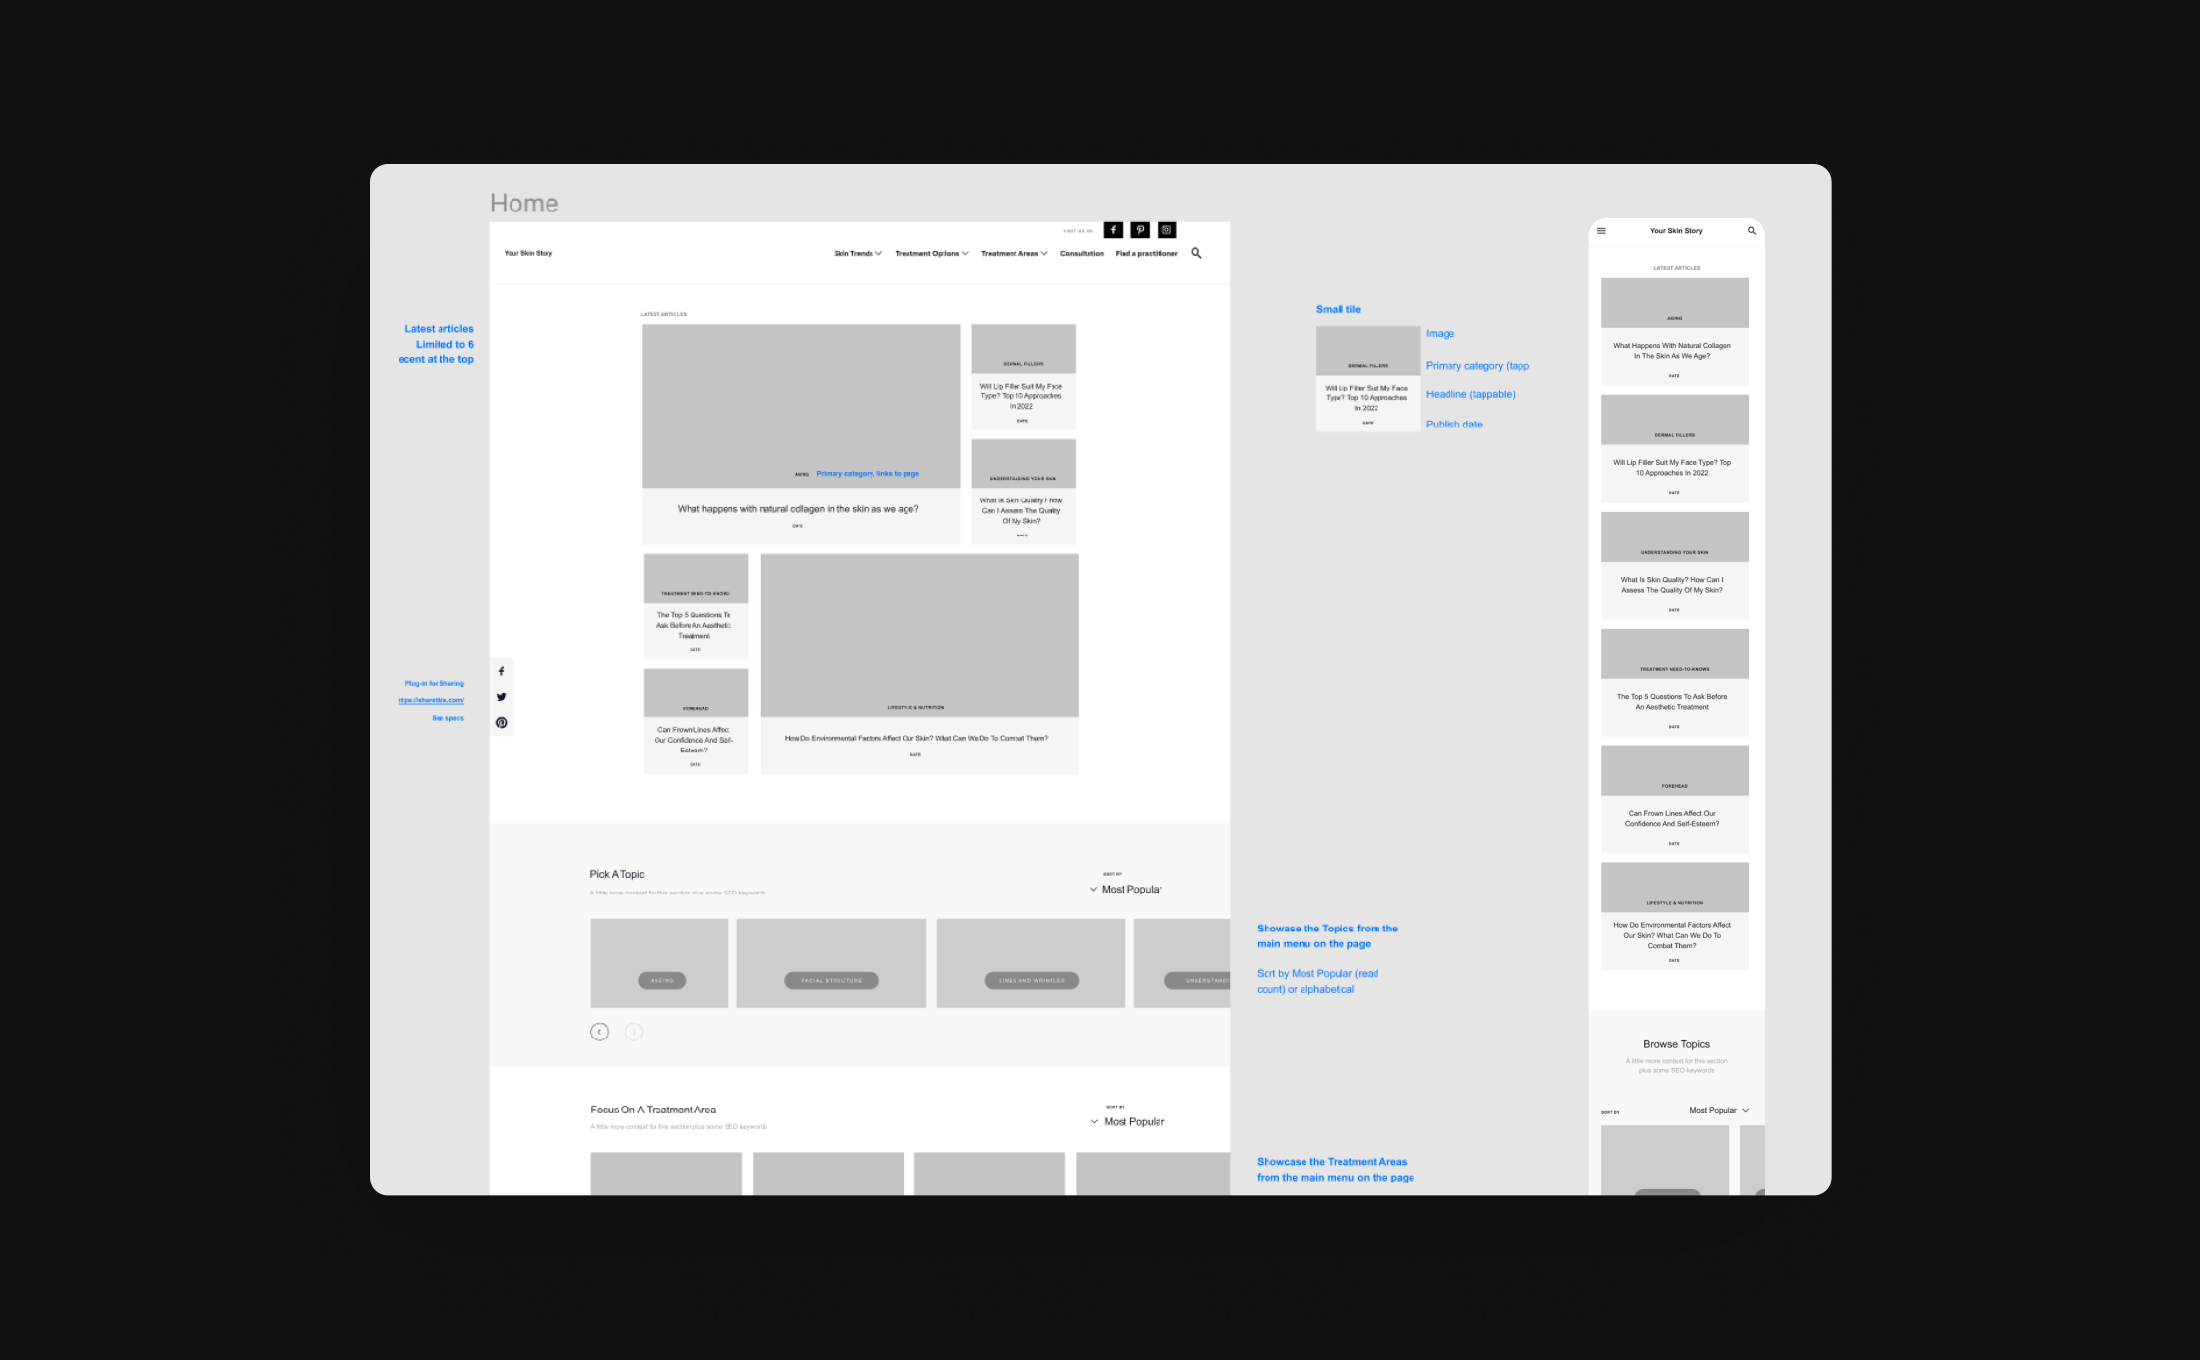 Home
VISIT US ON
Your Skin Story
Skin Trends
Treatment Options
Treatment Areas
Consultation
Find a practitioner
Latest articles
Limited to 6
ecent at the top
LATEST ARTICLES
AGING
Primary category, links to page
What happens with natural collagen in the skin as we age?
DATE
DERMAL FILLERS
Will Lip Filler Suit My Face
Type? Top 10 Approaches
In 2022
DATE
UNDERSTANDING YOUR SKIN
What Is Skin Quality? How
Can I Assess The Quality
Of My Skin?
DATE
TREATMENT NEED-TO-KNOWS
The Top 5 Questions To
Ask Before An Aesthetic
Treatment
DATE
FOREHEAD
Can Frown Lines Affect
Our Confidence And Self-
Esteem?
DATE
LIFESTYLE & NUTRITION
How Do Environmental Factors Affect Our Skin? What Can We Do To Combat Them?
DATE
Plug-in for Sharing
See specs
Pick A Topic
A little more context for this section plus some SEO keywords
SORT BY
Most Popular
AGEING
FACIAL STRUCTURE
LINES AND WRINKLES
UNDERSTANDI
Focus On A Treatment Area
A little more context for this section plus some SEO keywords
SORT BY
Most Popular
Small tile
DERMAL FILLERS
Will Lip Filler Suit My Face
Type? Top 10 Approaches
In 2022
DATE
Image
Primary category (tapp
Headline (tappable)
Publish date
Showase the Topics from the
main menu on the page
Sort by Most Popular (read
count) or alphabetical
Showcase the Treatment Areas
from the main menu on the page
Your Skin Story
LATEST ARTICLES
AGING
What Happens With Natural Collagen
In The Skin As We Age?
DATE
DERMAL FILLERS
Will Lip Filler Suit My Face Type? Top
10 Approaches In 2022
DATE
UNDERSTANDING YOUR SKIN
What Is Skin Quality? How Can I
Assess The Quality Of My Skin?
DATE
TREATMENT NEED-TO-KNOWS
The Top 5 Questions To Ask Before
An Aesthetic Treatment
DATE
FOREHEAD
Can Frown Lines Affect Our
Confidence And Self-Esteem?
DATE
LIFESTYLE & NUTRITION
How Do Environmental Factors Affect
Our Skin? What Can We Do To
Combat Them?
DATE
Browse Topics
A little more context for this section
plus some SEO keywords
SORT BY
Most Popular